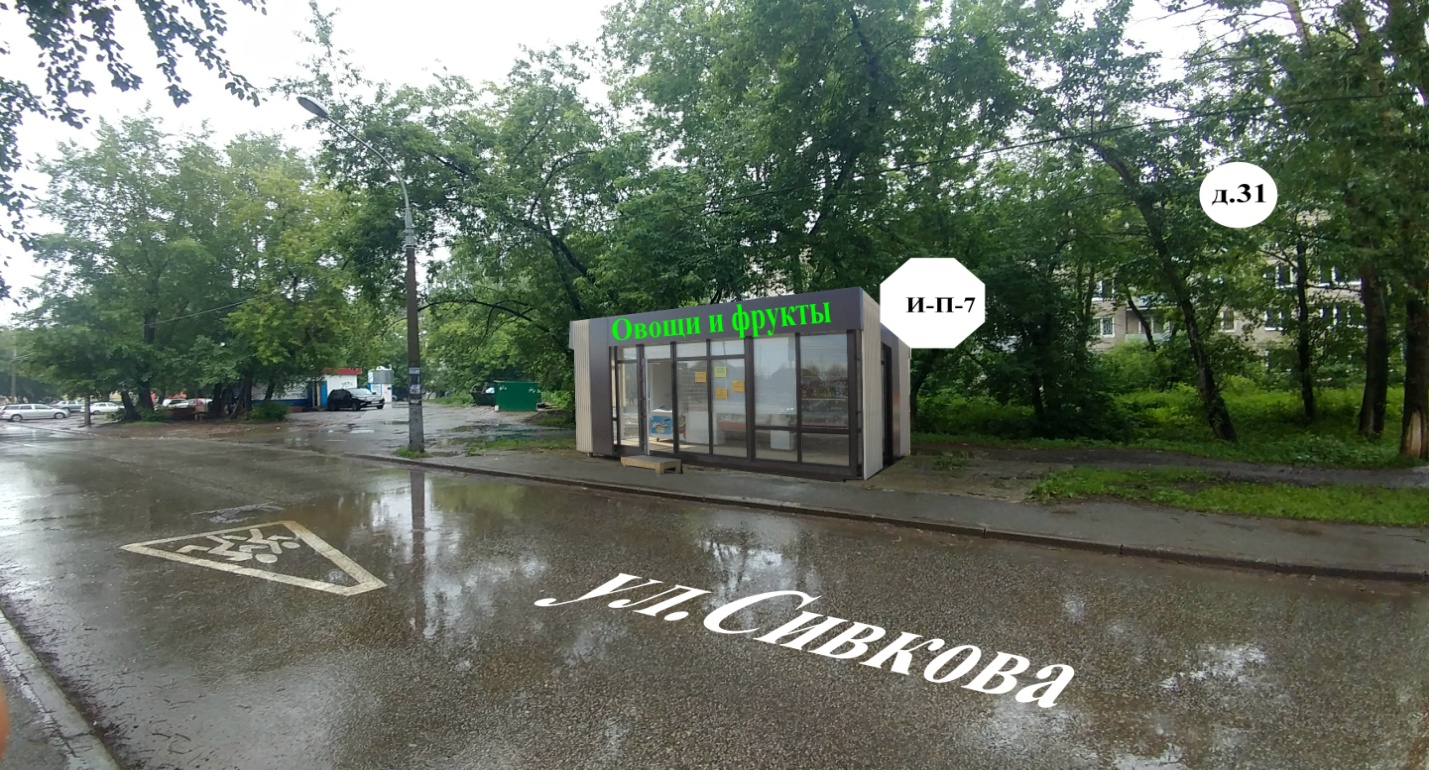 д.31
И-П-7
Овощи и фрукты
ул.Сивкова